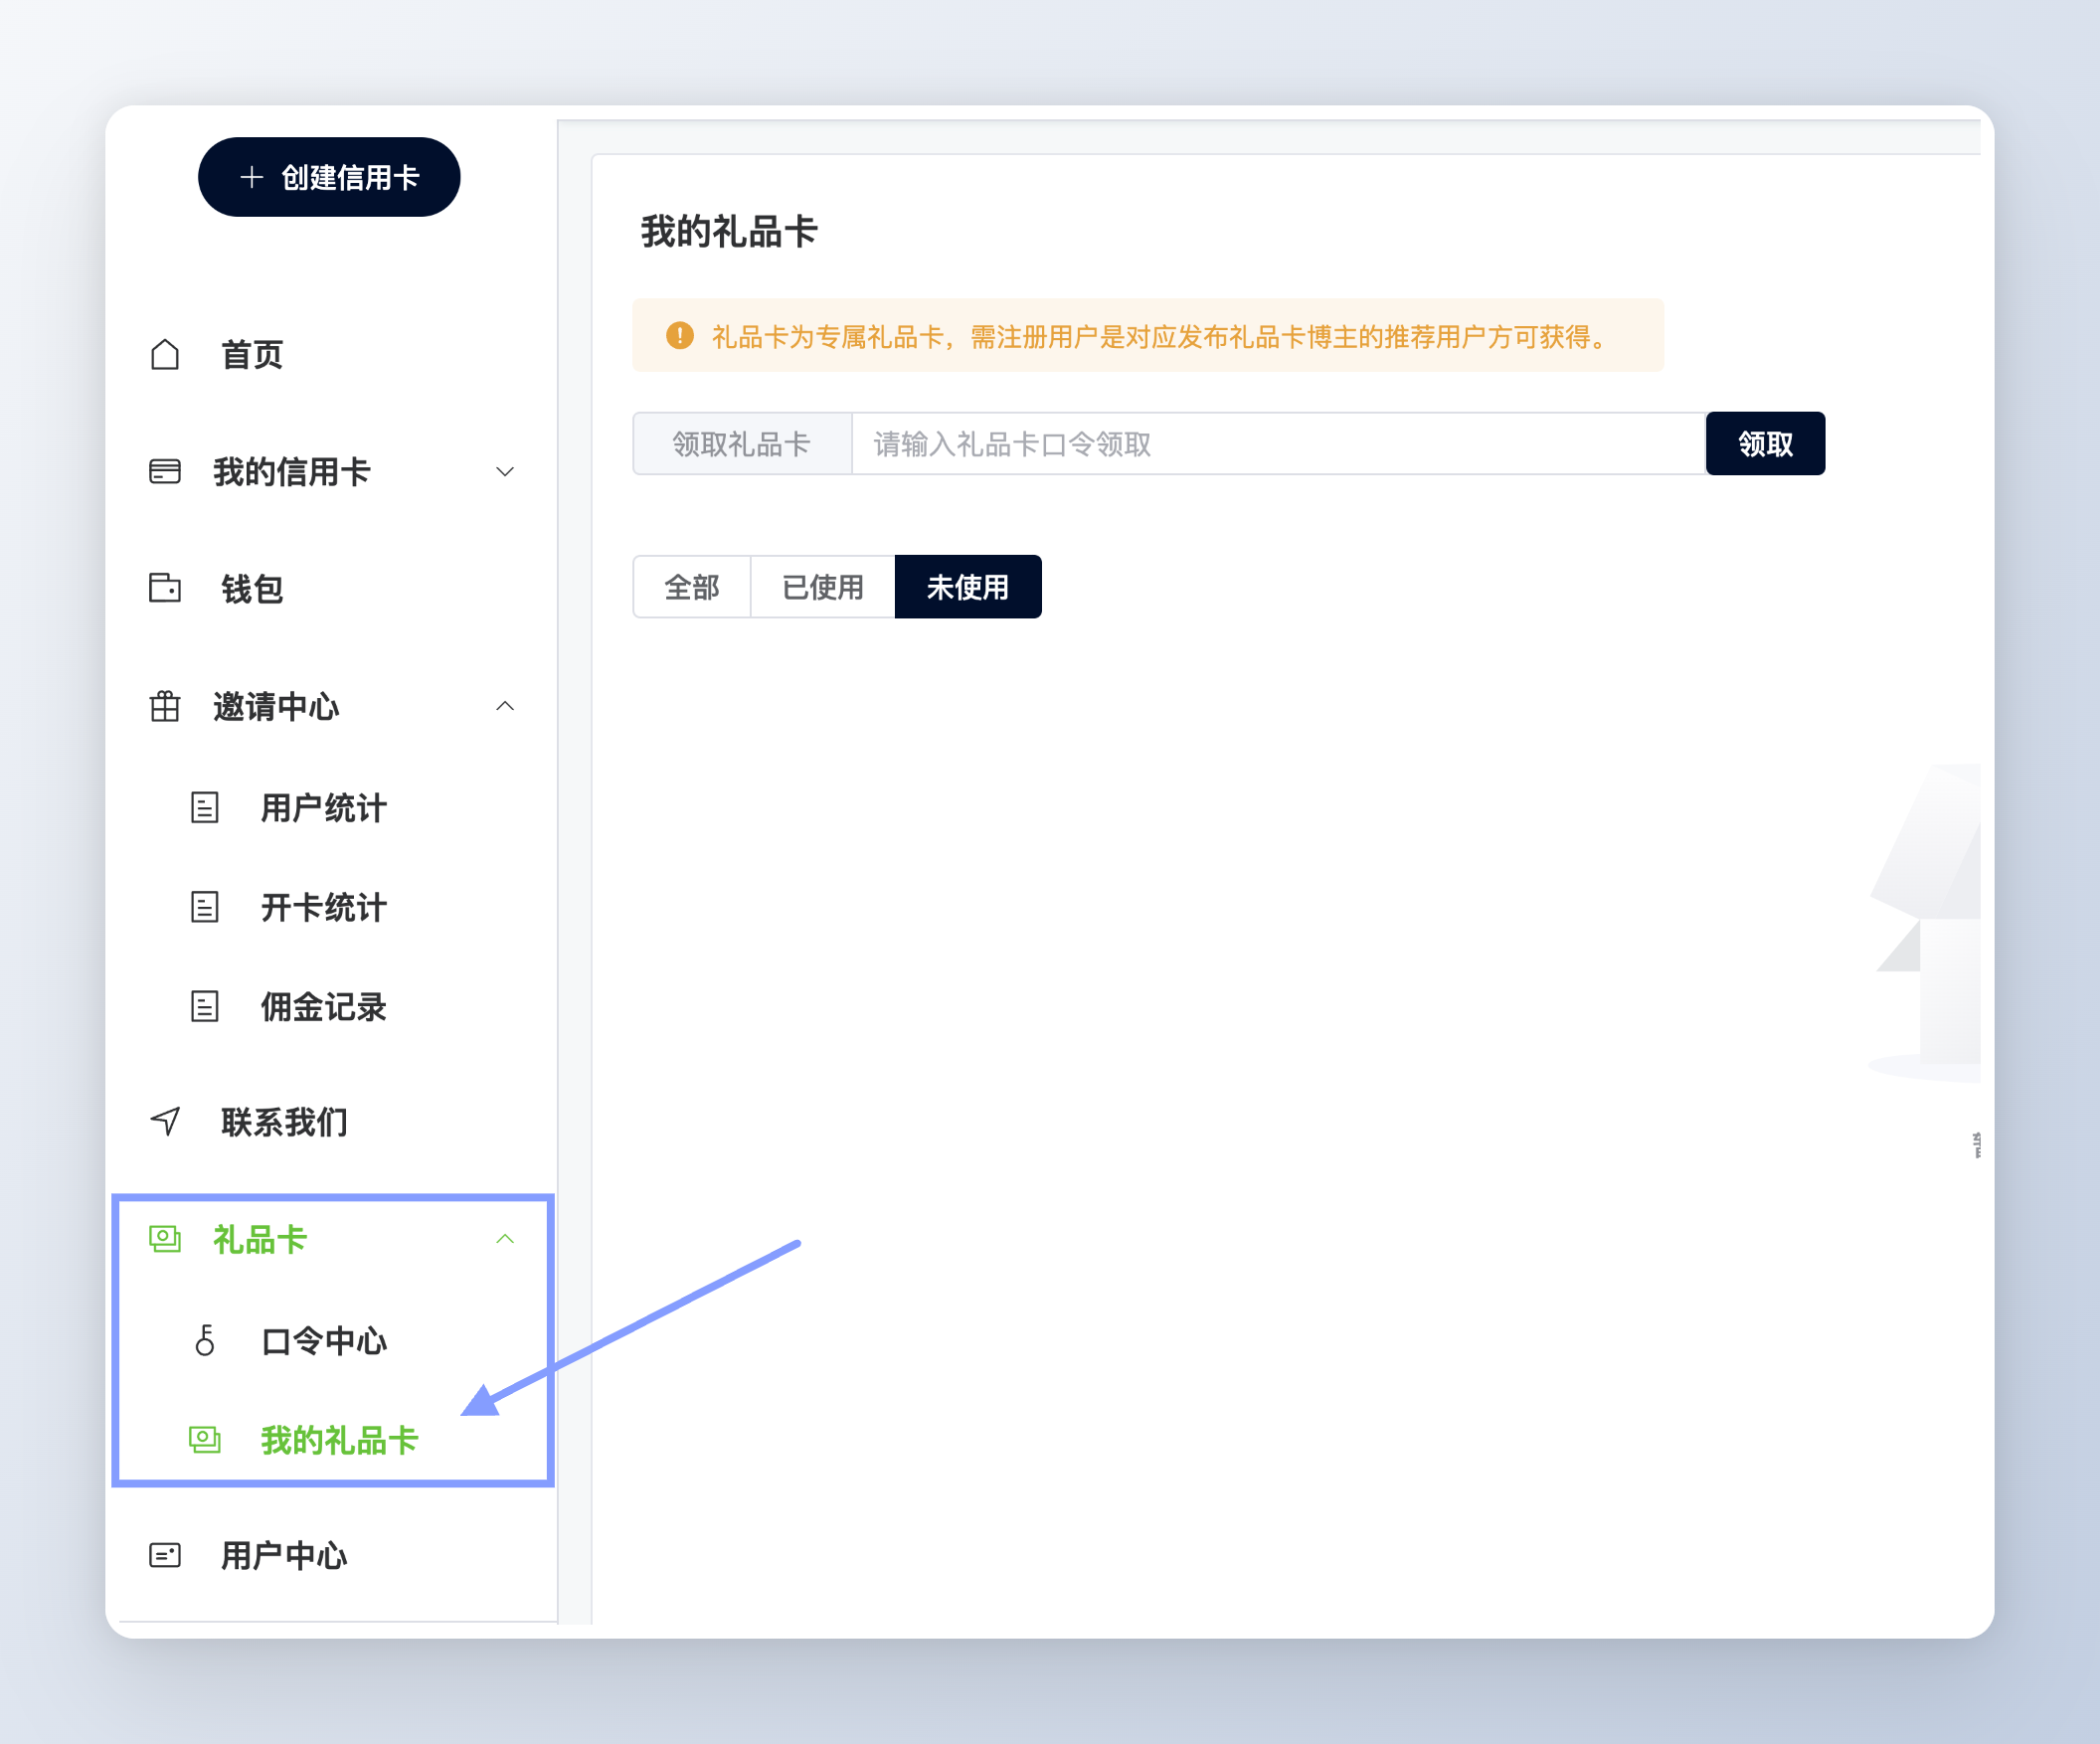 创建信用卡
首页
我的信用卡
钱包
邀请中心
用户统计
开卡统计
佣金记录
联系我们
礼品卡
口令中心
我的礼品卡
用户中心
我的礼品卡
礼品卡为专属礼品卡，需注册用户是对应发布礼品卡博主的推荐用户方可获得。
领取礼品卡 请输入礼品卡口令领取 领取
全部 已使用 未使用